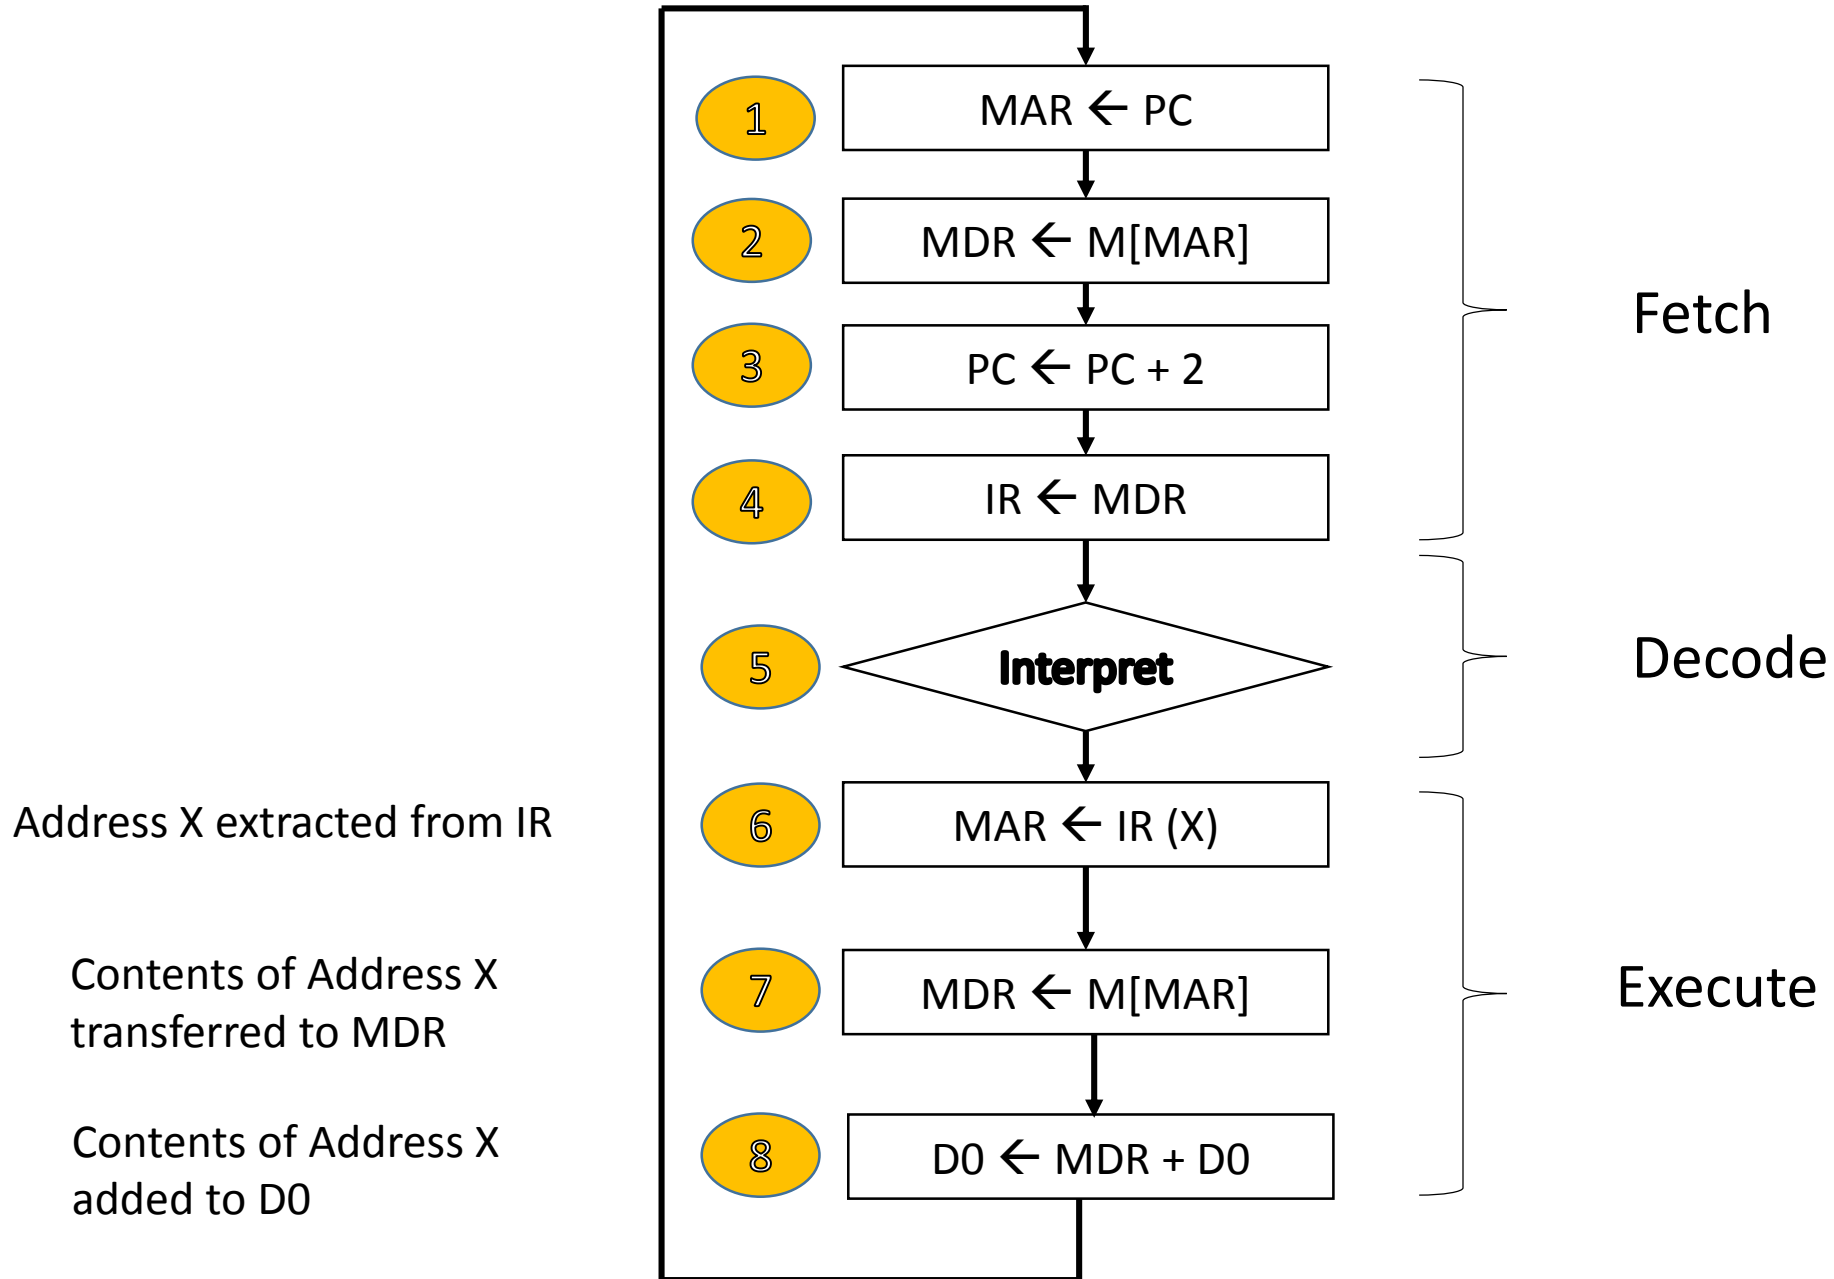 1
MAR ← PC
2
MDR ← M[MAR]
3
PC ← PC + 2
4
IR ← MDR
Fetch
5
Interpret
Decode
Address X extracted from IR
6
MAR ← IR (X)
Contents of Address X
transferred to MDR
7
MDR ← M[MAR]
Execute
Contents of Address X
added to D0
8
D0 ← MDR + D0